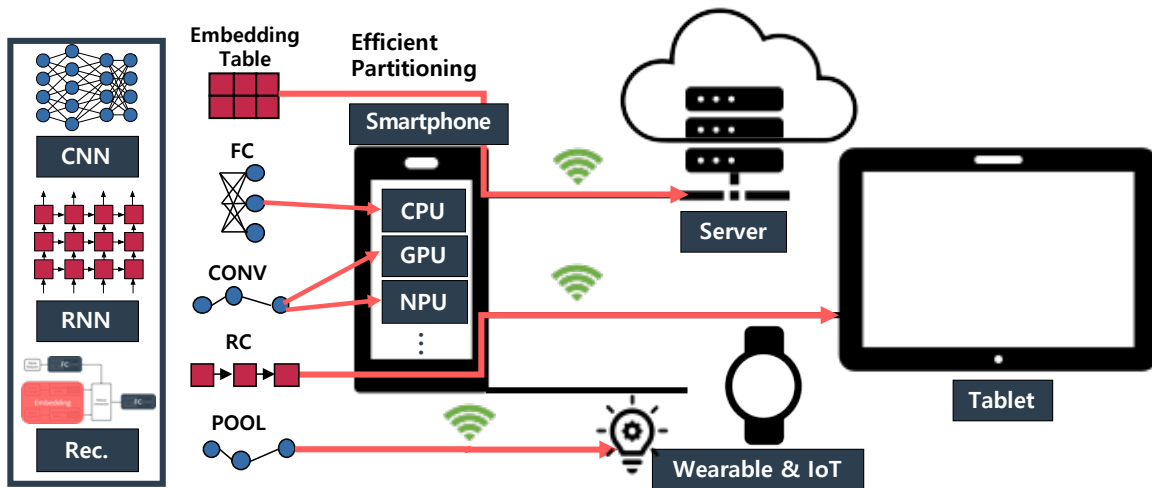 CNN
RNN
FC
Embedding
FC
Rec.
Embedding
Table
FC
CONV
RC
POOL
Efficient
Partitioning
Smartphone
CPU
GPU
NPU
Server
Tablet
Wearable & IoT